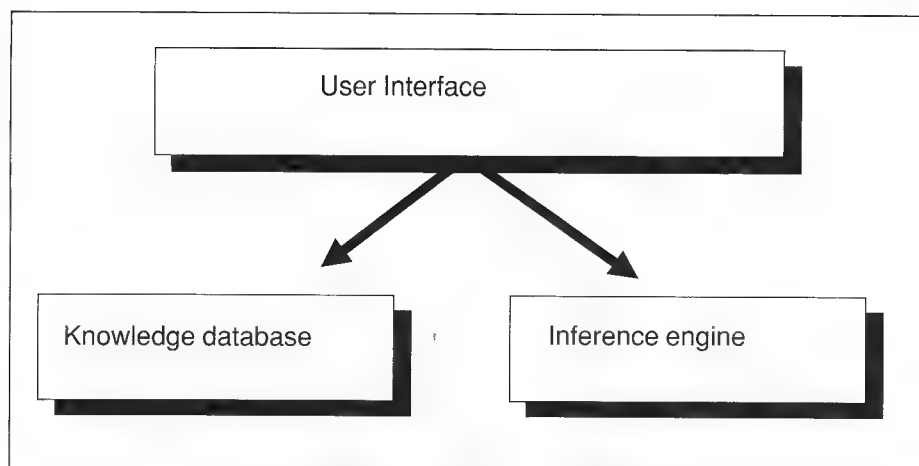 User Interface
Knowledge database
Inference engine